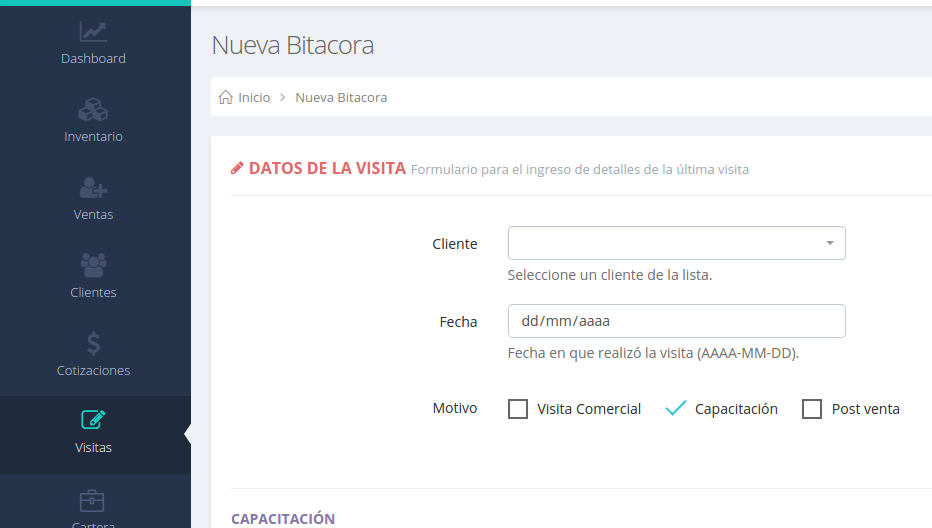 Dashboard
Inventario
Ventas
Clientes
Cotizaciones
Visitas
Cartera
Nueva Bitacora
Inicio > Nueva Bitacora
DATOS DE LA VISITA Formulario para el ingreso de detalles de la última visita
Cliente
Seleccione un cliente de la lista.
Fecha dd/mm/aaaa
Fecha en que realizó la visita (AAAA-MM-DD).
Motivo Visita Comercial Capacitación Post venta
CAPACITACIÓN